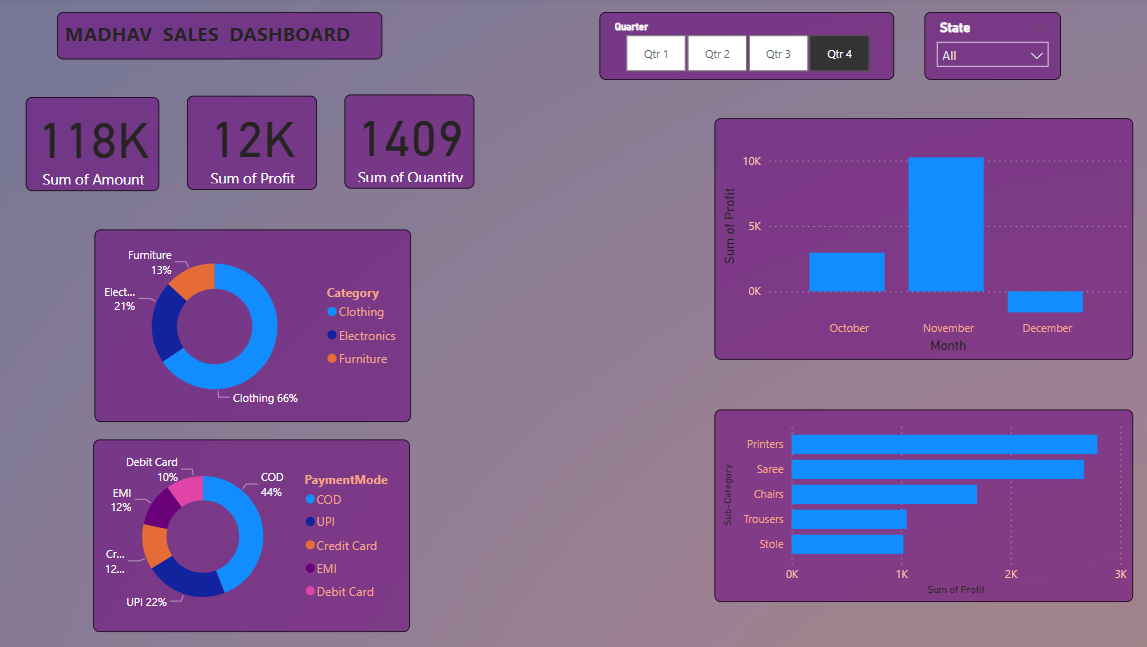 MADHAV SALES DASHBOARD
Quarter
Qtr 1
Qtr 2
Qtr 3
Qtr 4
State
All
118K
Sum of Amount
12K
Sum of Profit
1409
Sum of Quantity
Furniture
13%
Elect...
21%
Clothing 66%
Category
Clothing
Electronics
Furniture
10K
5K
0K
Sum of Profit
October
November
December
Month
Debit Card
10%
EMI
12%
Cr...
12...
UPI 22%
COD
44%
PaymentMode
COD
UPI
Credit Card
EMI
Debit Card
Sub-Category
Printers
Saree
Chairs
Trousers
Stole
0K
1K
2K
3K
Sum of Profit